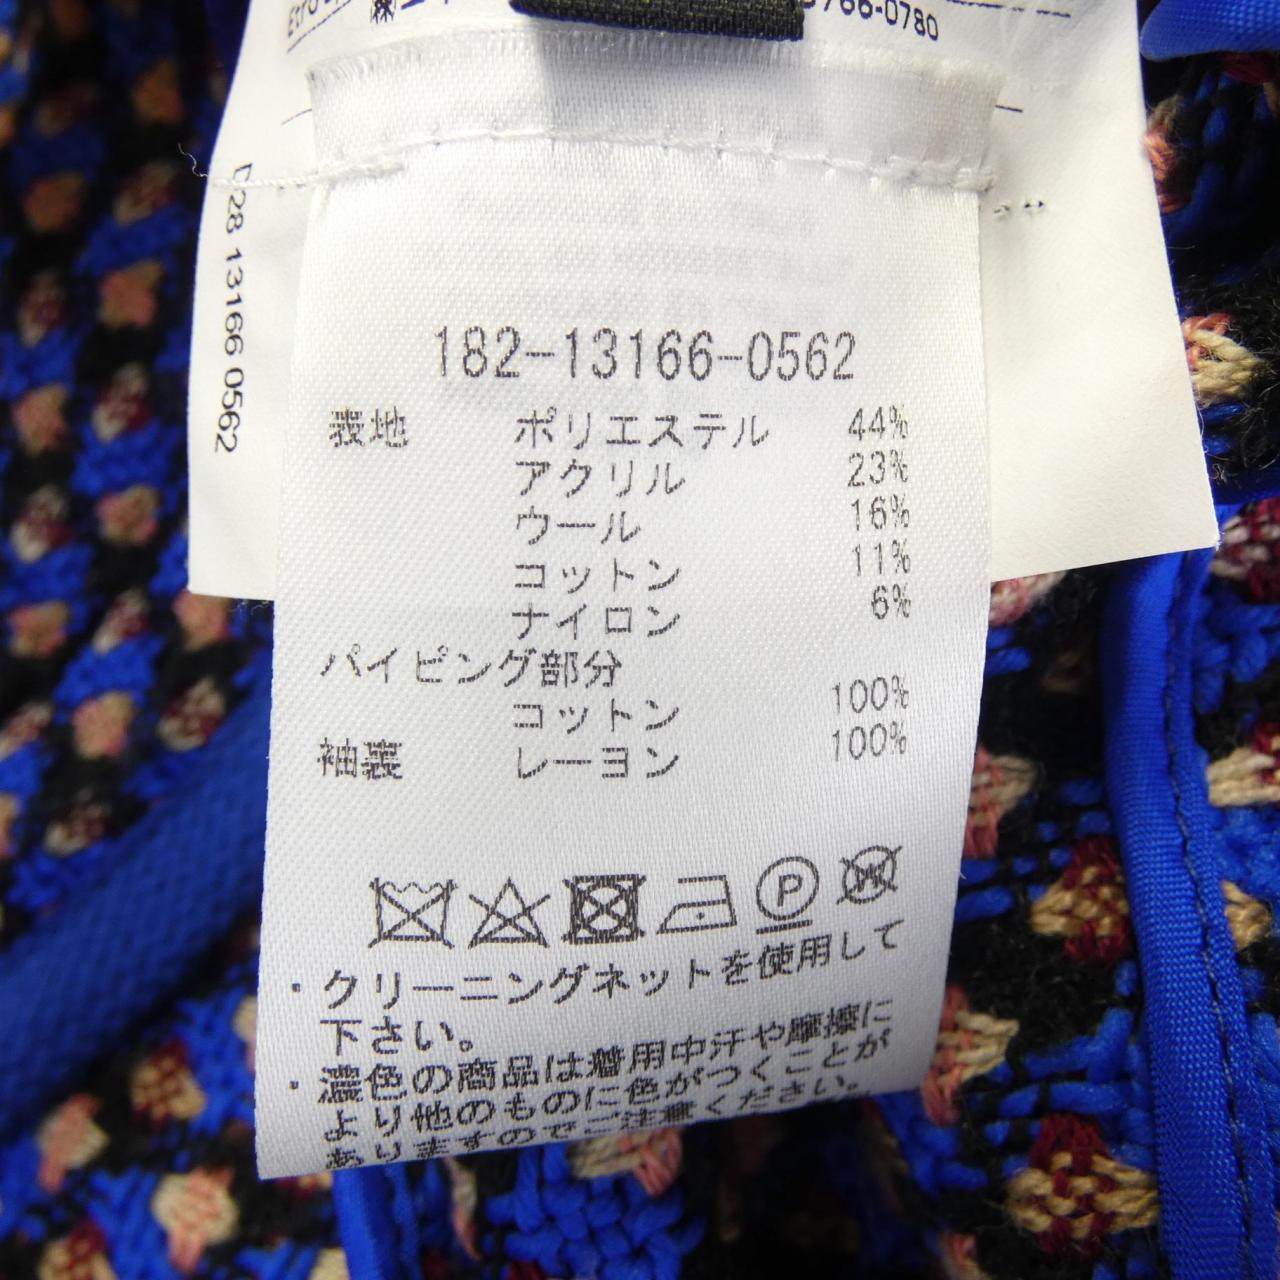 6-0780
D28 13166 0562
182-13166-0562
表地 ポリエステル 44%
アクリル 23%
ウール 16%
コットン 11%
ナイロン 6%
パイピング部分
コットン 100%
袖裏 レーヨン 100%
P
W
・クリーニングネットを使用して
下さい。
・濃色の商品は着用中汗や摩擦に
より他のものに色がつくことが
ありますのでご注意ください。